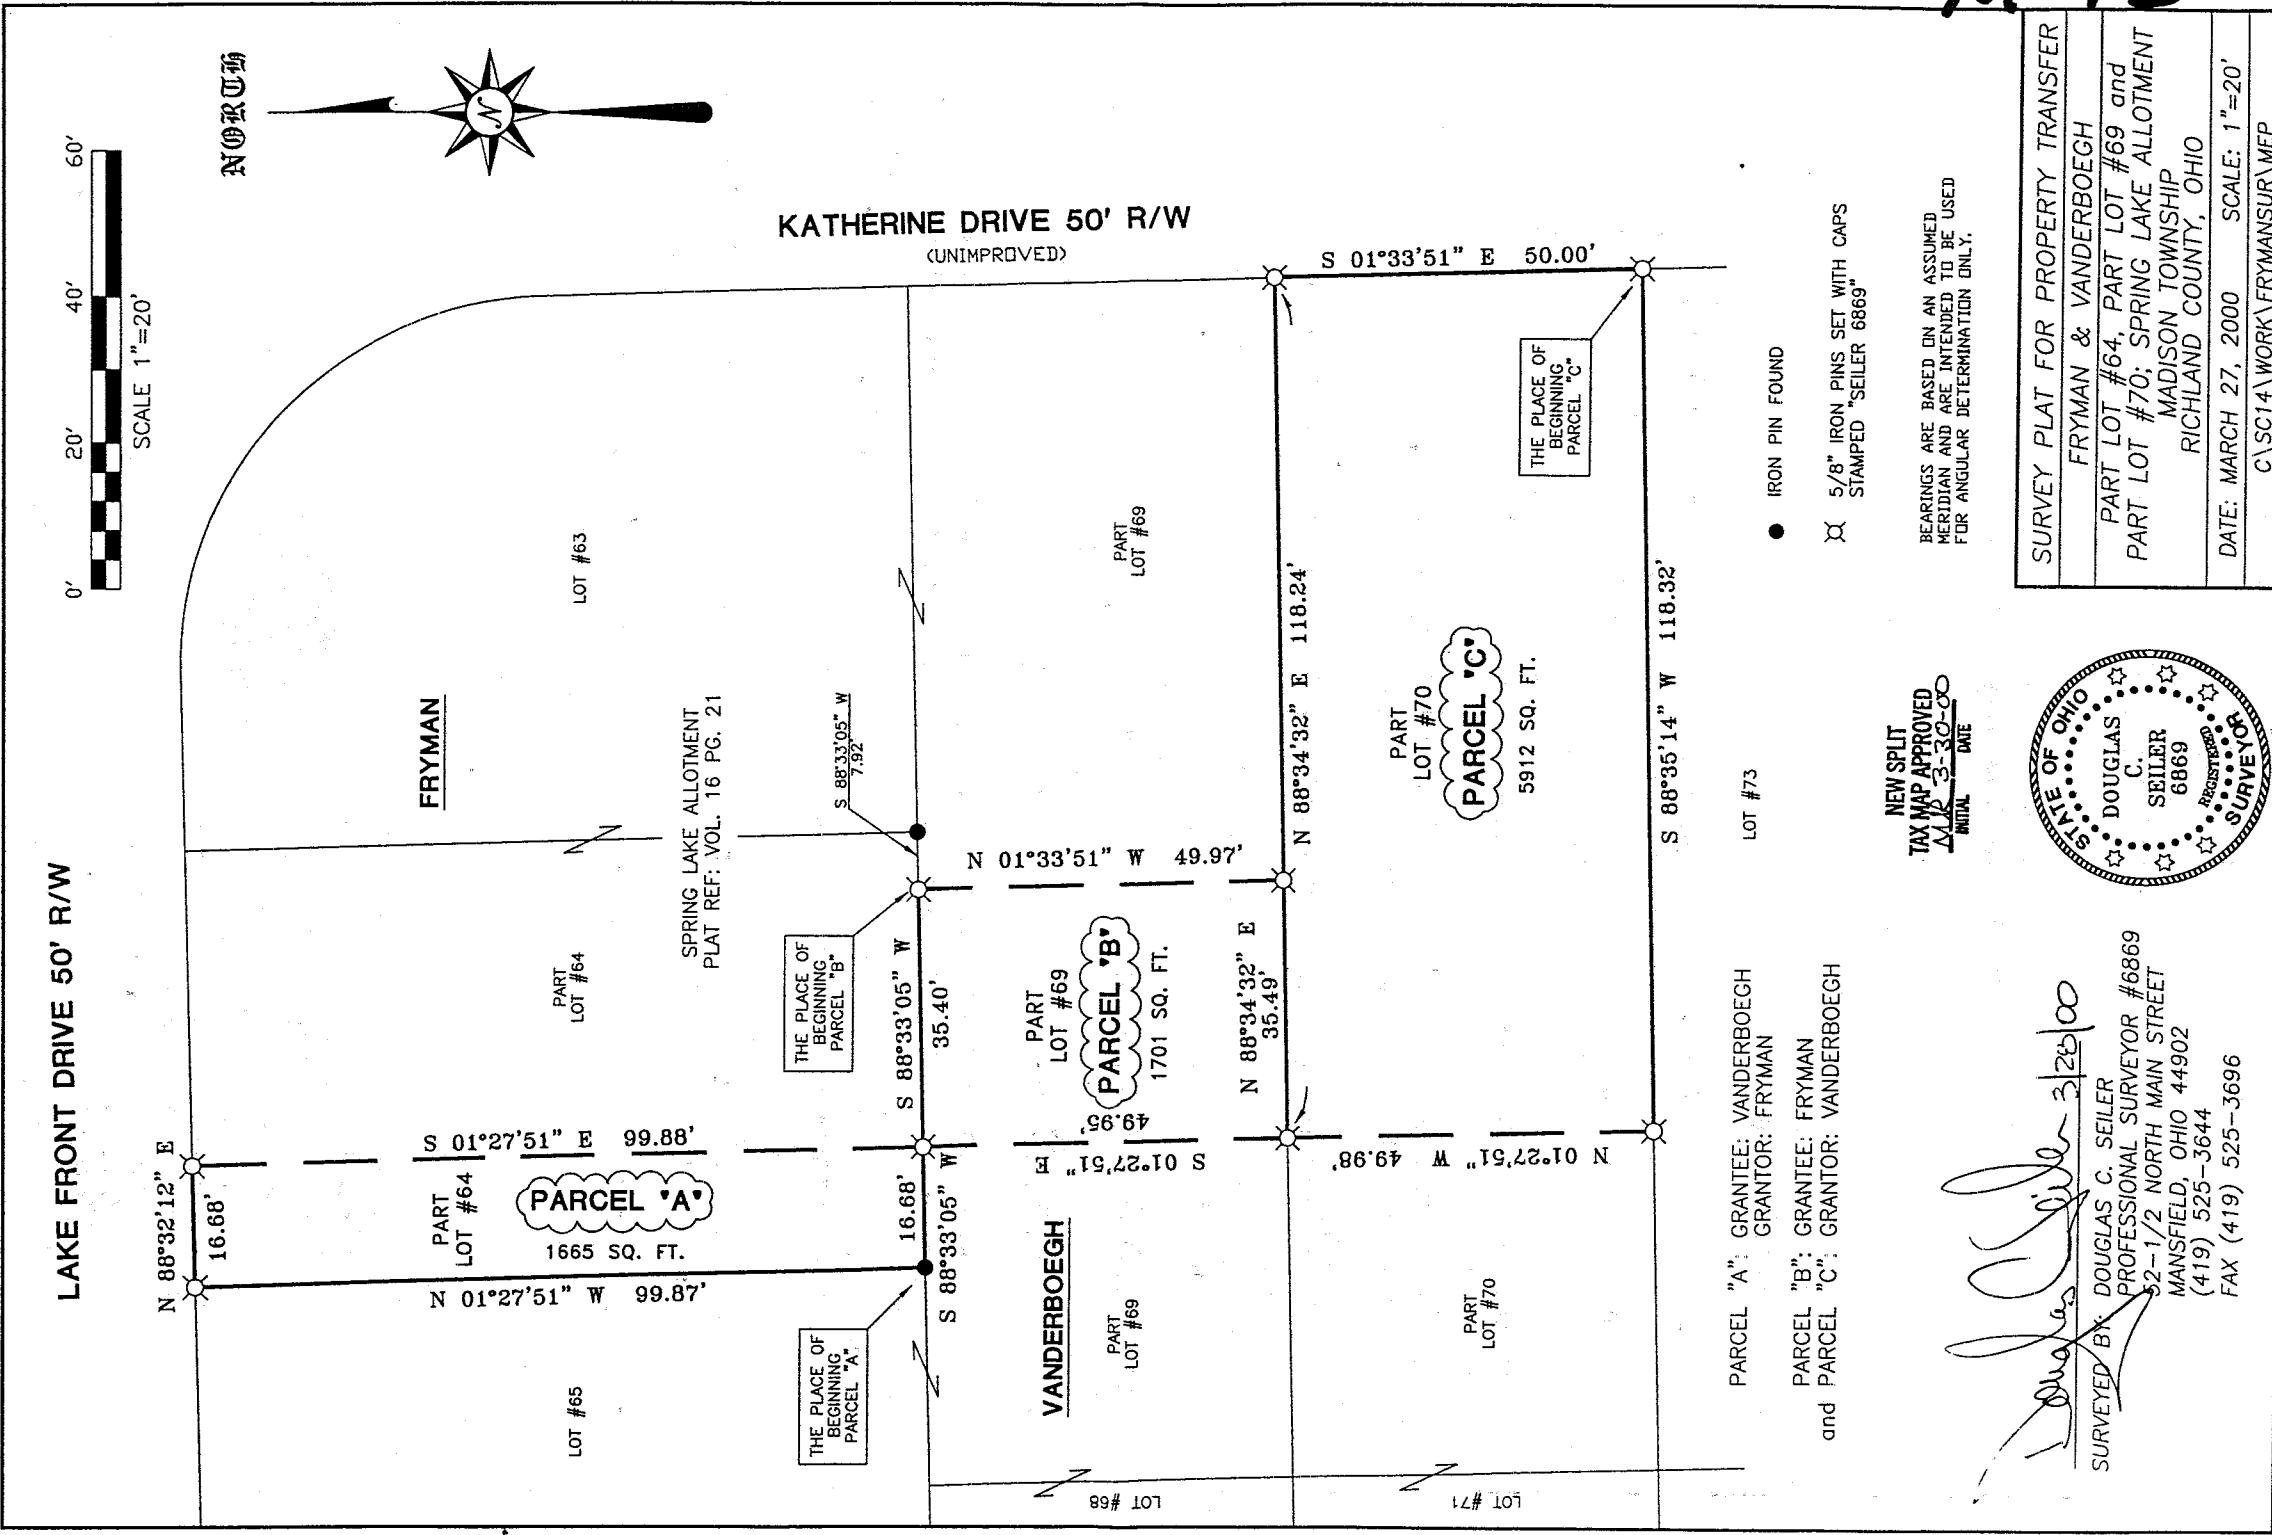 LAKE FRONT DRIVE 50' R/W
0' 20' 40' 60'
SCALE 1"=20'
NORTH
N
N 88°32'12" E
16.68'
S 01°27'51" E 99.88'
PART
LOT #64
PARCEL "A"
1665 SQ. FT.
N 01°27'51" W 99.87'
LOT #65
THE PLACE OF
BEGINNING
PARCEL "A"
16.68'
S 88°33'05" W
PART
LOT #64
FRYMAN
LOT #63
SPRING LAKE ALLOTMENT
PLAT REF: VOL. 16 PG. 21
S 88°33'05" W
7.92'
THE PLACE OF
BEGINNING
PARCEL "B"
S 88°33'05" W
35.40'
N 01°33'51" W 49.97'
PART
LOT #69
PARCEL "B"
1701 SQ. FT.
S 01°27'51" E
49.95'
N 88°34'32" E
35.49'
KATHERINE DRIVE 50' R/W
(UNIMPROVED)
PART
LOT #69
VANDERBOEGH
PART
LOT #69
LOT #68
N 88°34'32" E 118.24'
S 01°33'51" E 50.00'
THE PLACE OF
BEGINNING
PARCEL "C"
PART
LOT #70
PARCEL "C"
5912 SQ. FT.
N 01°27'51" W 49.98'
S 88°35'14" W 118.32'
PART
LOT #70
LOT #71
LOT #73
IRON PIN FOUND
5/8" IRON PINS SET WITH CAPS
STAMPED "SEILER 6869"
BEARINGS ARE BASED ON AN ASSUMED
MERIDIAN AND ARE INTENDED TO BE USED
FOR ANGULAR DETERMINATION ONLY.
PARCEL "A": GRANTEE: VANDERBOEGH
GRANTOR: FRYMAN
PARCEL "B": GRANTEE: FRYMAN
and PARCEL "C": GRANTOR: VANDERBOEGH
NEW SPLIT
TAX MAP APPROVED
3-30-00
INITIAL DATE
Douglas C. Seiler 3/28/00
SURVEYED BY: DOUGLAS C. SEILER
PROFESSIONAL SURVEYOR #6869
52-1/2 NORTH MAIN STREET
MANSFIELD, OHIO 44902
(419) 525-3644
FAX (419) 525-3696
STATE OF OHIO
DOUGLAS
C.
SEILER
6869
REGISTERED
SURVEYOR
SURVEY PLAT FOR PROPERTY TRANSFER
FRYMAN & VANDERBOEGH
PART LOT #64, PART LOT #69 and
PART LOT #70; SPRING LAKE ALLOTMENT
MADISON TOWNSHIP
RICHLAND COUNTY, OHIO
DATE: MARCH 27, 2000 SCALE: 1"=20'
C\SC14\WORK\FRYMANSUR\MEP